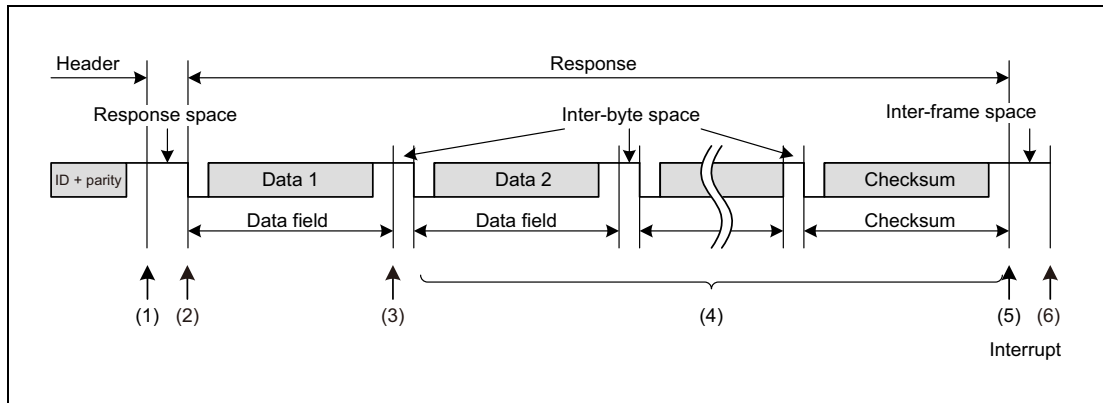 Header
Response
Response space
Inter-byte space
Inter-frame space
ID + parity
Data 1
Data 2
Checksum
Data field
Data field
Checksum
(1)
(2)
(3)
(4)
(5)
(6)
Interrupt